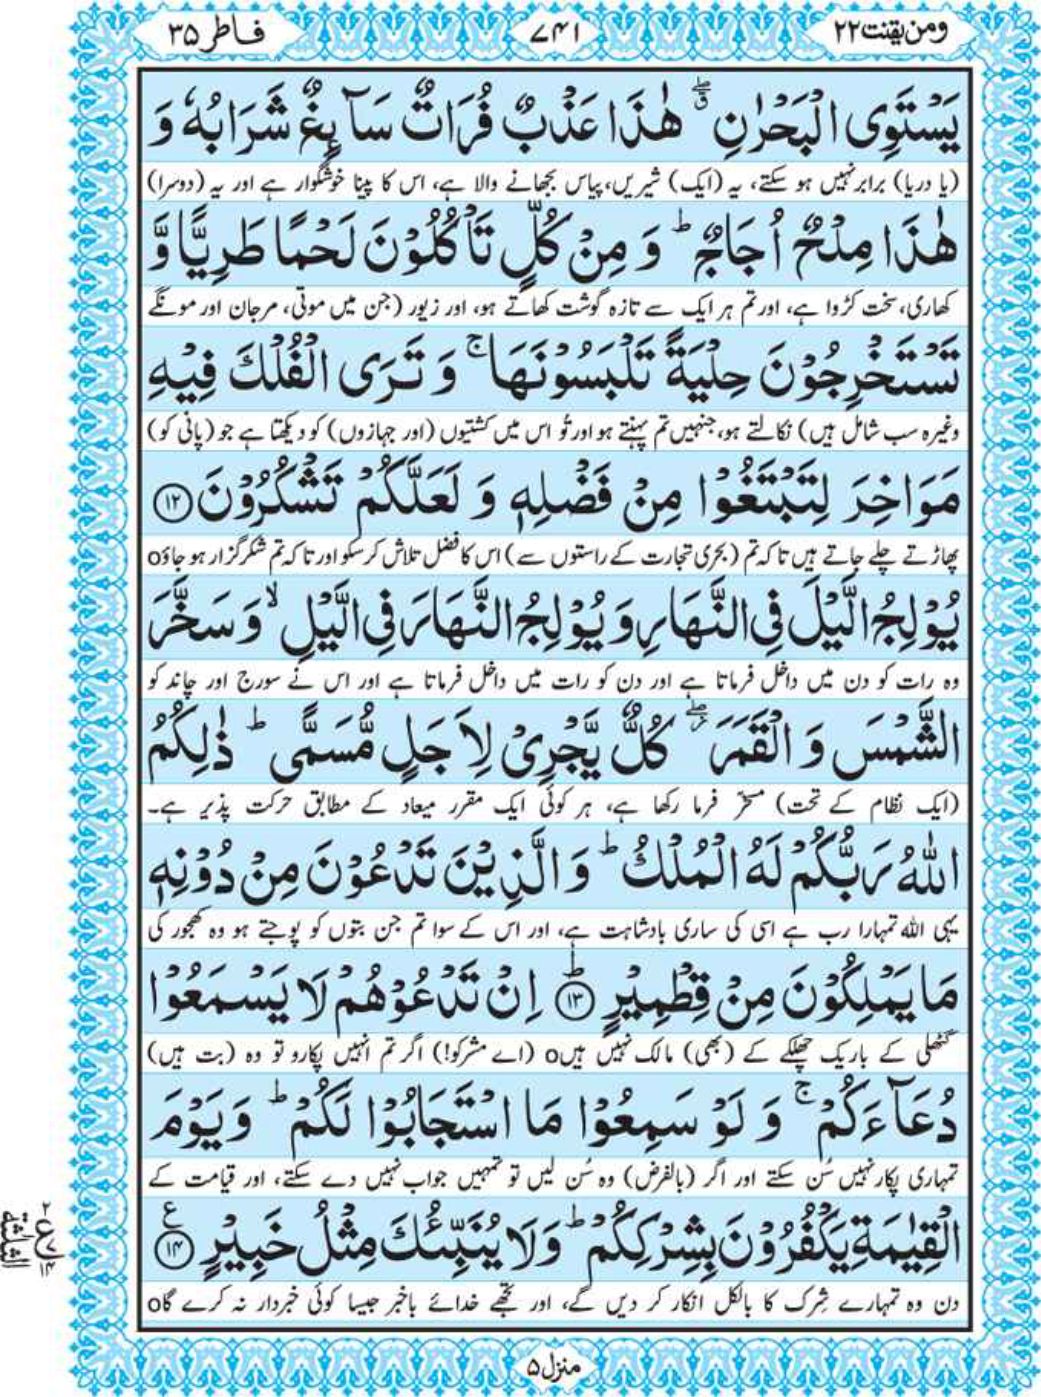 ومن یقنت ۲۲
۷۴۱
فاطر ۳۵
یَسْتَوِی الْبَحْرٰنِ ۖۗ هٰذَا عَذْبٌ فُرَاتٌ سَآىِٕغٌ شَرَابُهٗ وَ
(یا دریا) برابر نہیں ہو سکتے، یہ (ایک) شیریں، پیاس بجھانے والا ہے، اس کا پینا خوشگوار ہے اور یہ (دوسرا)
هٰذَا مِلْحٌ اُجَاجٌ ؕ وَ مِنْ كُلٍّ تَاْكُلُوْنَ لَحْمًا طَرِیًّا وَّ
کھاری، سخت کڑوا ہے، اور تم ہر ایک سے تازہ گوشت کھاتے ہو، اور زیور (جن میں موتی، مرجان اور مونگے
تَسْتَخْرِجُوْنَ حِلْیَةً تَلْبَسُوْنَهَا ۚ وَ تَرَی الْفُلْكَ فِیْهِ
وغیرہ سب شامل ہیں) نکالتے ہو، جنہیں تم پہنتے ہو اور تُو اس میں کشتیوں (اور جہازوں) کو دیکھتا ہے جو (پانی کو)
مَوَاخِرَ لِتَبْتَغُوْا مِنْ فَضْلِهٖ وَ لَعَلَّكُمْ تَشْكُرُوْنَ ۝۱۲
پھاڑتے چلے جاتے ہیں تاکہ تم (بحری تجارت کے راستوں سے) اس کا فضل تلاش کر سکو اور تاکہ تم شکر گزار ہو جاؤo
یُوْلِجُ الَّیْلَ فِی النَّهَارِ وَ یُوْلِجُ النَّهَارَ فِی الَّیْلِ ۙ وَ سَخَّرَ
وہ رات کو دن میں داخل فرماتا ہے اور دن کو رات میں داخل فرماتا ہے اور اس نے سورج اور چاند کو
الشَّمْسَ وَ الْقَمَرَ ۖؗ كُلٌّ یَّجْرِیْ لِاَجَلٍ مُّسَمًّی ؕ ذٰلِكُمُ
(ایک نظام کے تحت) مسخّر فرما رکھا ہے، ہر کوئی ایک مقرر میعاد کے مطابق حرکت پذیر ہے۔
اللّٰهُ رَبُّكُمْ لَهُ الْمُلْكُ ؕ وَ الَّذِیْنَ تَدْعُوْنَ مِنْ دُوْنِهٖ
یہی اللہ تمہارا رب ہے اسی کی ساری بادشاہت ہے، اور اس کے سوا تم جن بتوں کو پوجتے ہو وہ کھجور کی
مَا یَمْلِكُوْنَ مِنْ قِطْمِیْرٍ ؕ۝۱۳ اِنْ تَدْعُوْهُمْ لَا یَسْمَعُوْا
گٹھلی کے باریک چھلکے کے (بھی) مالک نہیں ہیںo (اے مشرکو!) اگر تم انہیں پکارو تو وہ (بت ہیں)
دُعَآءَكُمْ ۚ وَ لَوْ سَمِعُوْا مَا اسْتَجَابُوْا لَكُمْ ؕ وَ یَوْمَ
تمہاری پکار نہیں سُن سکتے اور اگر (بالفرض) وہ سُن لیں تو تمہیں جواب نہیں دے سکتے، اور قیامت کے
الْقِیٰمَةِ یَكْفُرُوْنَ بِشِرْكِكُمْ ؕ وَ لَا یُنَبِّئُكَ مِثْلُ خَبِیْرٍ ۝۱۴ ع
دن وہ تمہارے شِرک کا بالکل انکار کر دیں گے، اور تجھے خدائے باخبر جیسا کوئی خبردار نہ کرے گاo
۲ ع ۷ ۱۴
الثلثة
منزل ۵